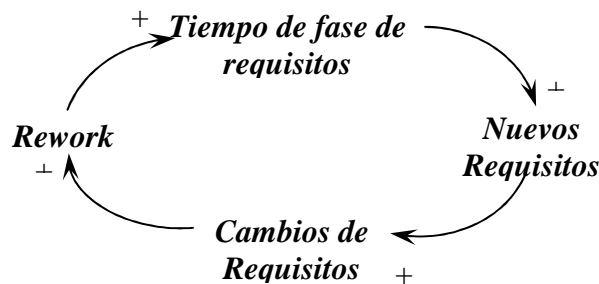 +
Tiempo de fase de
requisitos
+
Nuevos
Requisitos
Rework
+
Cambios de
Requisitos
+